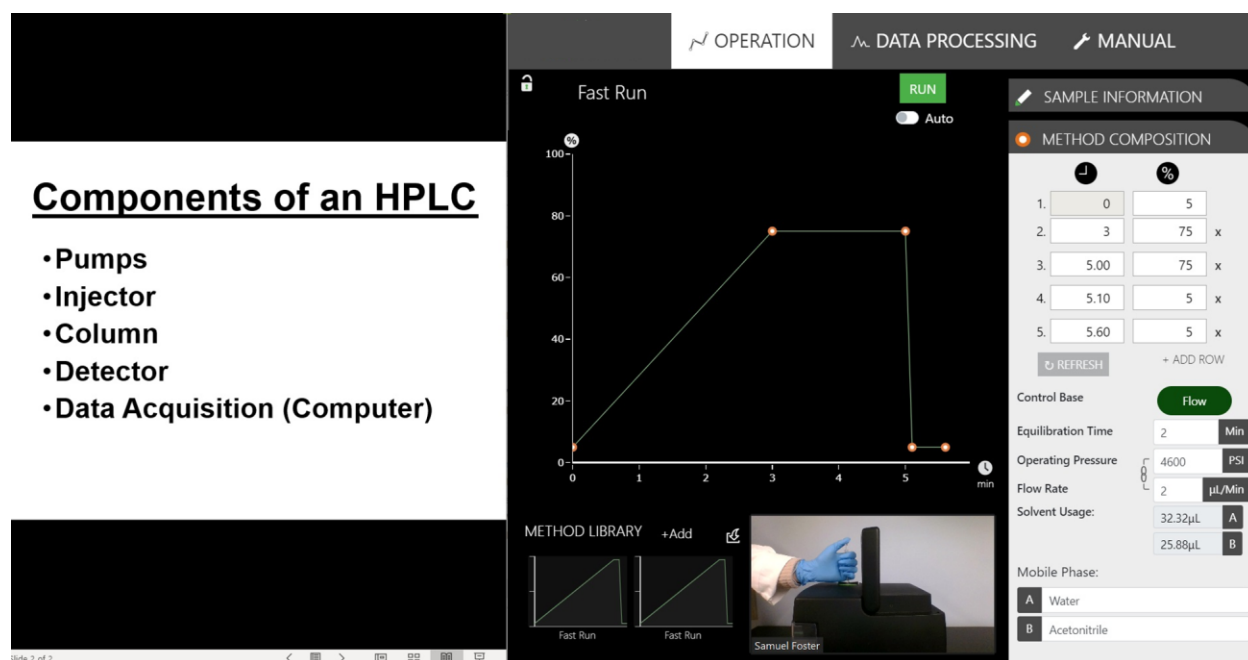 Components of an HPLC
•Pumps
•Injector
•Column
•Detector
•Data Acquisition (Computer)
Slide 2 of 2
OPERATION
DATA PROCESSING
MANUAL
Fast Run
RUN
Auto
%
100
80
60
40
20
0
0 1 2 3 4 5
min
METHOD LIBRARY +Add
Fast Run
Fast Run
Samuel Foster
SAMPLE INFORMATION
METHOD COMPOSITION
%
1. 0 5
2. 3 75 x
3. 5.00 75 x
4. 5.10 5 x
5. 5.60 5 x
REFRESH + ADD ROW
Control Base Flow
Equilibration Time 2 Min
Operating Pressure 4600 PSI
Flow Rate 2 µL/Min
Solvent Usage: 32.32µL A
25.88µL B
Mobile Phase:
A Water
B Acetonitrile